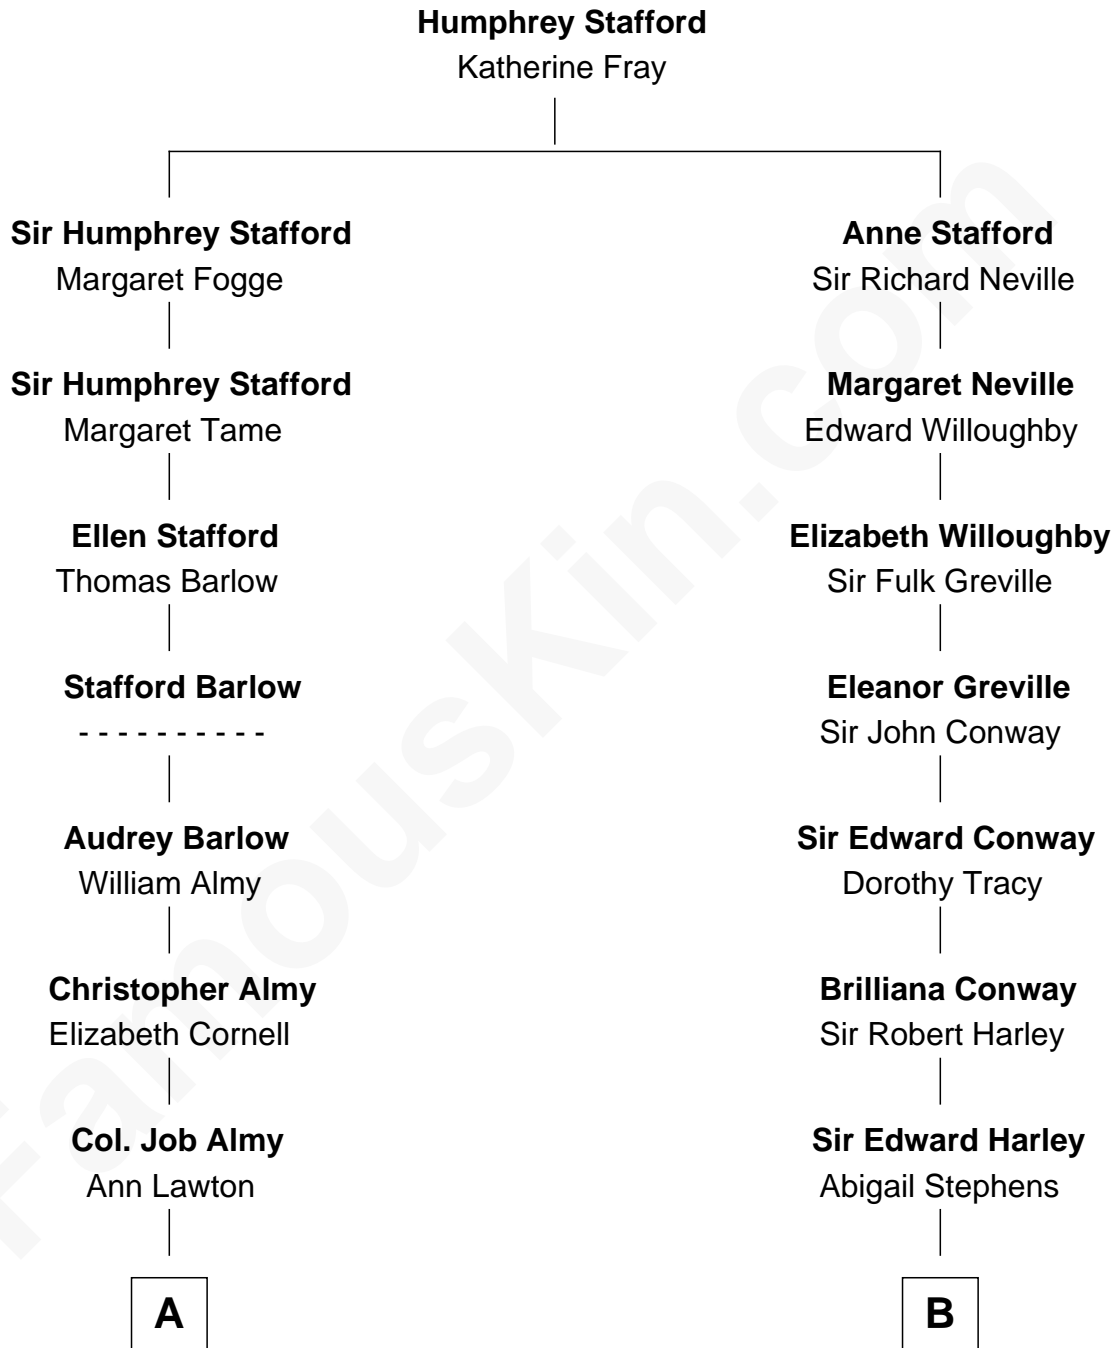 Humphrey Stafford
Katherine Fray
Sir Humphrey Stafford
Margaret Fogge
Sir Humphrey Stafford
Margaret Tame
Ellen Stafford
Thomas Barlow
Stafford Barlow
- - - - - - - - - -
Audrey Barlow
William Almy
Christopher Almy
Elizabeth Cornell
Col. Job Almy
Ann Lawton
A
Anne Stafford
Sir Richard Neville
Margaret Neville
Edward Willoughby
Elizabeth Willoughby
Sir Fulk Greville
Eleanor Greville
Sir John Conway
Sir Edward Conway
Dorothy Tracy
Brilliana Conway
Sir Robert Harley
Sir Edward Harley
Abigail Stephens
B
FamousKin.com